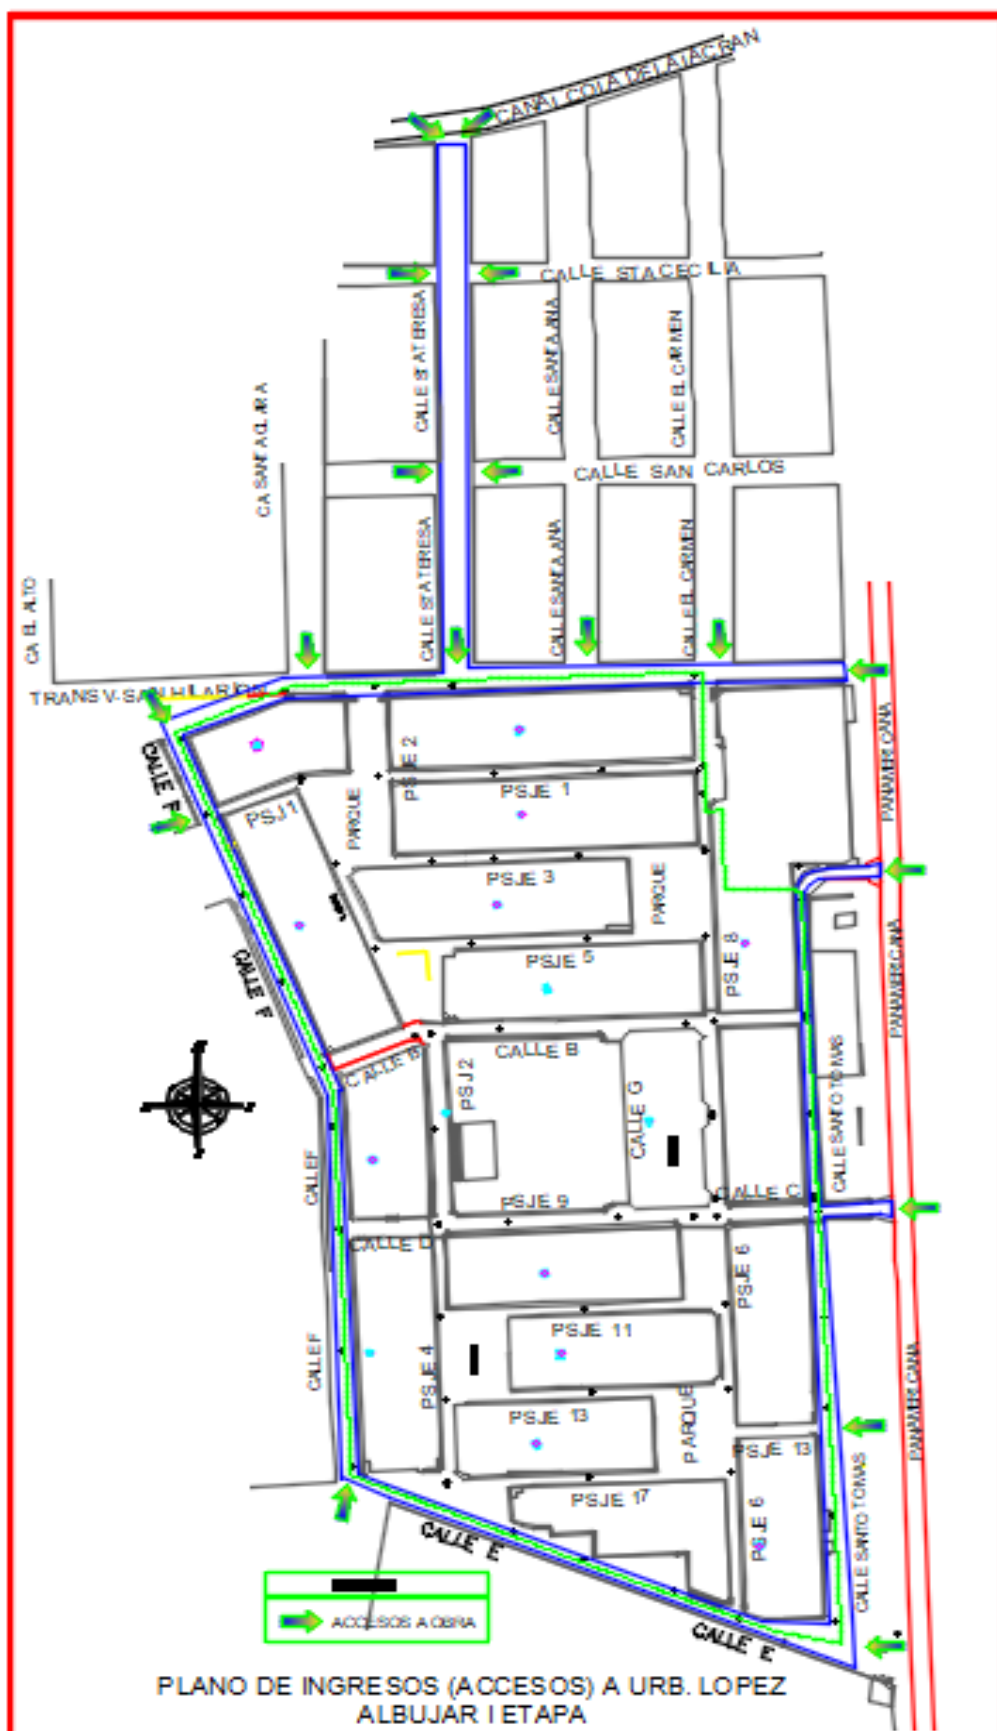 CANAL COLA DEL ALACRAN
CALLE STA CECILIA
CALLE STA TERESA
CALLE SANTA ANA
CALLE EL CARMEN
CA SANTA CLARA
CALLE SAN CARLOS
CALLE STA TERESA
CALLE SANTA ANA
CALLE EL CARMEN
CA EL ALTO
TRANSV-SAN HILARION
CALLE F
PSJE 2
PSJE 1
PSJ 1
PARQUE
PANAMERICANA
PSJE 3
PARQUE
PSJE 5
PSJE 8
CALLE F
PANAMERICANA
CALLE B
CALLE B
PSJ 2
CALLE G
CALLE SANTO TOMAS
CALLE F
PSJE 9
CALLE C
CALLE D
PSJE 6
PSJE 11
CALLE F
PSJE 4
PANAMERICANA
PSJE 13
PARQUE
PSJE 13
PSJE 17
PSJE 6
CALLE SANTO TOMAS
CALLE E
CALLE E
ACCESOS A OBRA
PLANO DE INGRESOS (ACCESOS) A URB. LOPEZ
ALBUJAR I ETAPA